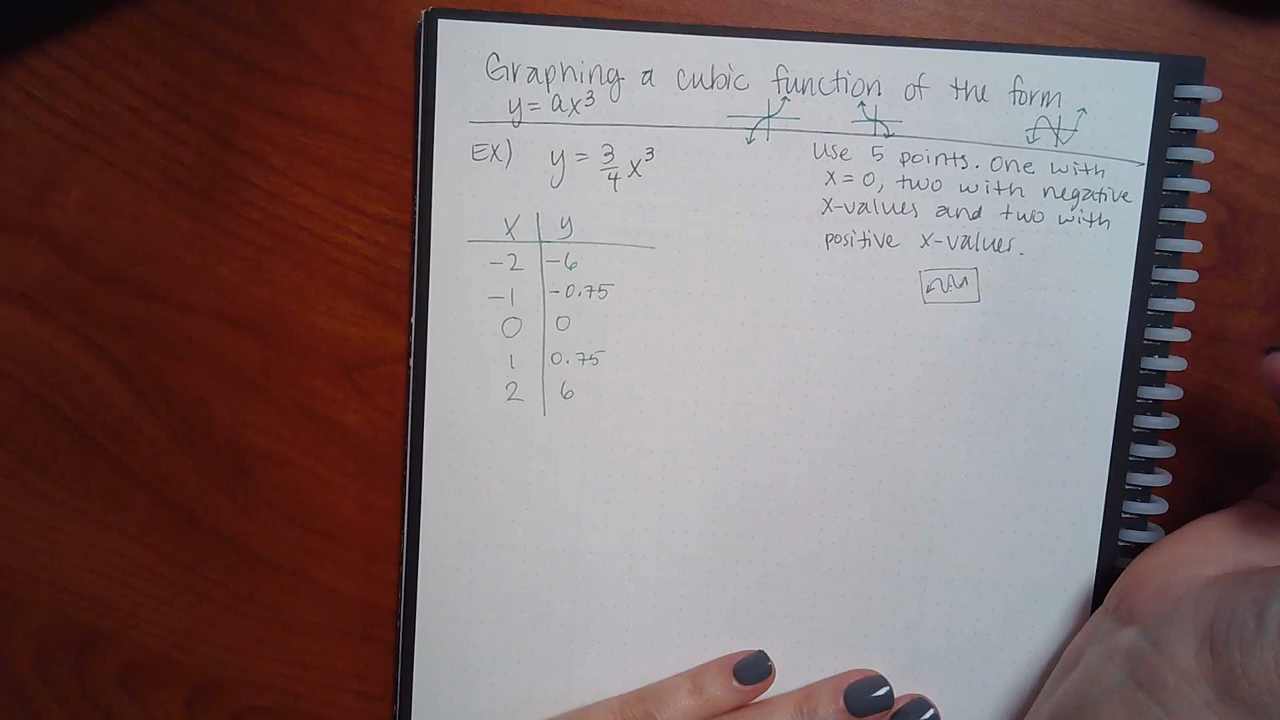 Graphing a cubic function of the form
y = ax³
EX) y = 3/4 x³
Use 5 points. One with
x = 0, two with negative
x-values and two with
positive x-values.
x | y
-2 | -6
-1 | -0.75
0 | 0
1 | 0.75
2 | 6